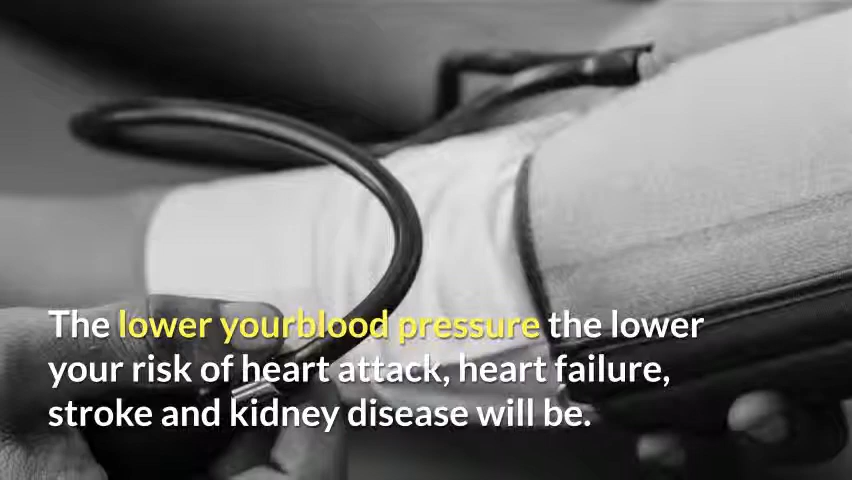 The lower yourblood pressure the lower
your risk of heart attack, heart failure,
stroke and kidney disease will be.